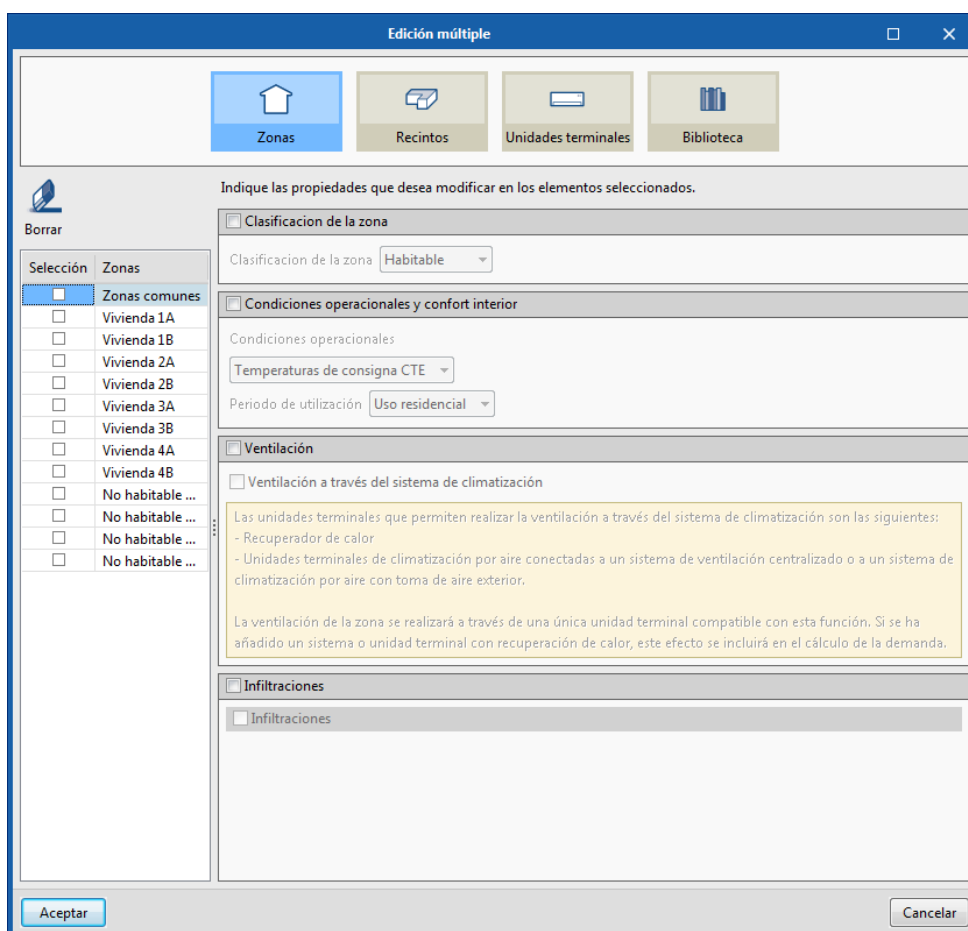 Edición múltiple
Zonas
Recintos
Unidades terminales
Biblioteca
Borrar
Indique las propiedades que desea modificar en los elementos seleccionados.
Selección Zonas
Zonas comunes
Vivienda 1A
Vivienda 1B
Vivienda 2A
Vivienda 2B
Vivienda 3A
Vivienda 3B
Vivienda 4A
Vivienda 4B
No habitable ...
No habitable ...
No habitable ...
No habitable ...
Clasificacion de la zona
Clasificacion de la zona Habitable
Condiciones operacionales y confort interior
Condiciones operacionales
Temperaturas de consigna CTE
Periodo de utilización Uso residencial
Ventilación
Ventilación a través del sistema de climatización
Las unidades terminales que permiten realizar la ventilación a través del sistema de climatización son las siguientes:
- Recuperador de calor
- Unidades terminales de climatización por aire conectadas a un sistema de ventilación centralizado o a un sistema de
climatización por aire con toma de aire exterior.
La ventilación de la zona se realizará a través de una única unidad terminal compatible con esta función. Si se ha
añadido un sistema o unidad terminal con recuperación de calor, este efecto se incluirá en el cálculo de la demanda.
Infiltraciones
Infiltraciones
Aceptar
Cancelar